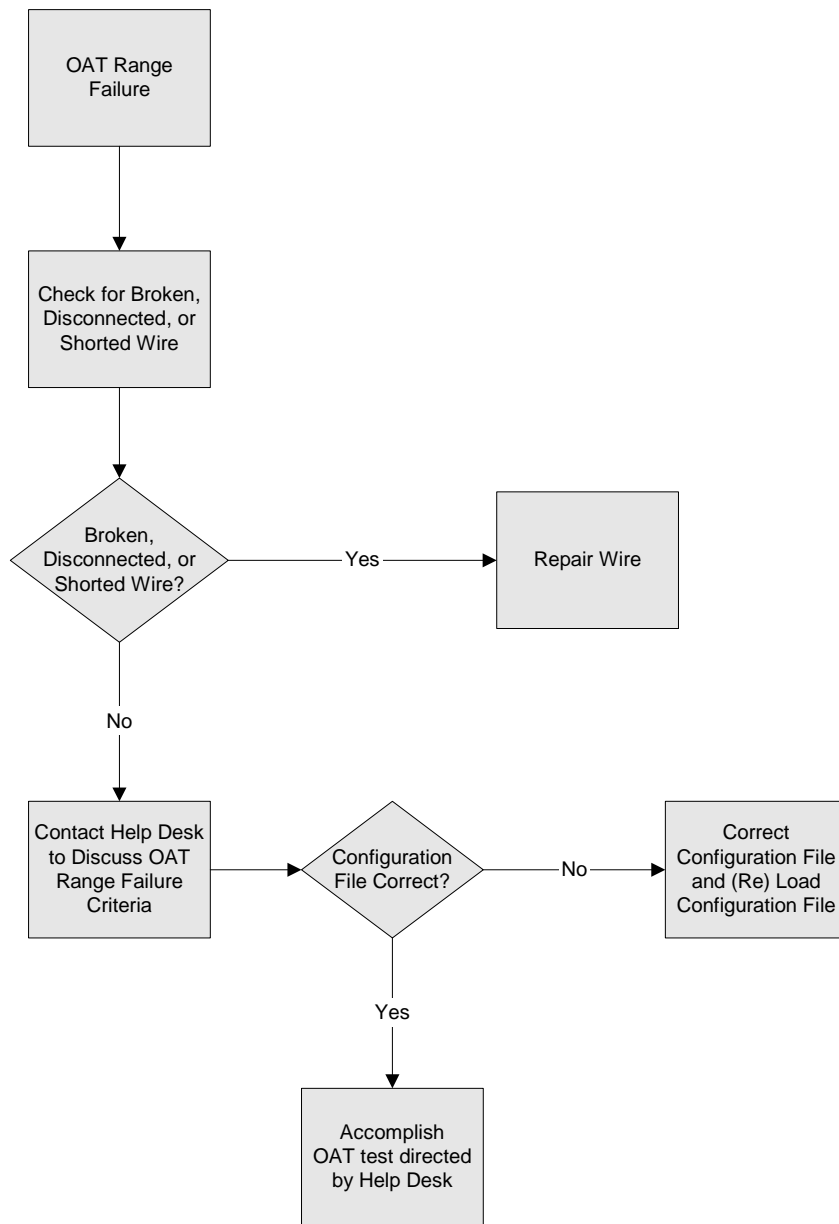 OAT Range
Failure
Check for Broken,
Disconnected, or
Shorted Wire
Broken,
Disconnected, or
Shorted Wire?
Yes
Repair Wire
No
Contact Help Desk
to Discuss OAT
Range Failure
Criteria
Configuration
File Correct?
No
Correct
Configuration File
and (Re) Load
Configuration File
Yes
Accomplish
OAT test directed
by Help Desk